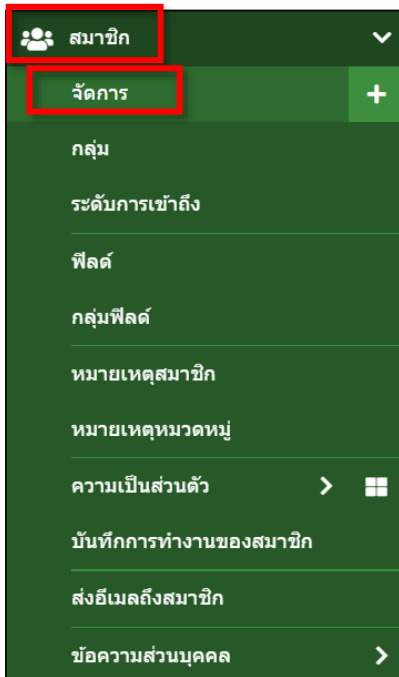 สมาชิก
จัดการ
กลุ่ม
ระดับการเข้าถึง
ฟิลด์
กลุ่มฟิลด์
หมายเหตุสมาชิก
หมายเหตุหมวดหมู่
ความเป็นส่วนตัว
บันทึกการทำงานของสมาชิก
ส่งอีเมลถึงสมาชิก
ข้อความส่วนบุคคล